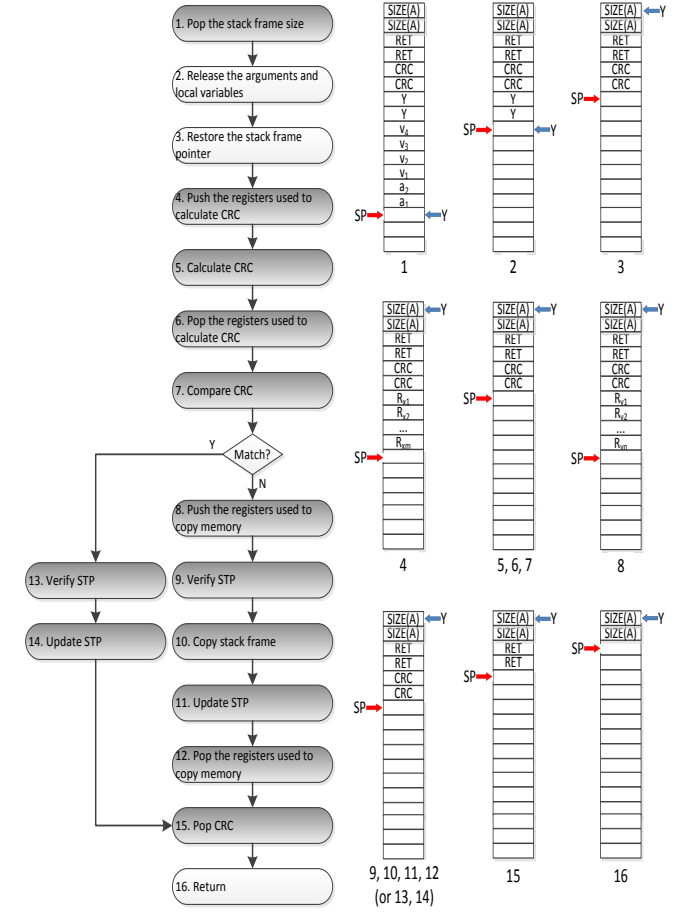 1. Pop the stack frame size
2. Release the arguments and
local variables
3. Restore the stack frame
pointer
4. Push the registers used to
calculate CRC
5. Calculate CRC
6. Pop the registers used to
calculate CRC
7. Compare CRC
Match?
Y
N
8. Push the registers used to
copy memory
13. Verify STP
9. Verify STP
14. Update STP
10. Copy stack frame
11. Update STP
12. Pop the registers used to
copy memory
15. Pop CRC
16. Return
SIZE(A)
Y
SIZE(A)
RET
RET
CRC
CRC
Y
Y
v4
v3
v2
v1
a2
a1
SP
Y
1
SIZE(A)
SIZE(A)
RET
RET
CRC
CRC
Y
Y
SP
Y
2
SIZE(A)
Y
SIZE(A)
RET
RET
CRC
CRC
SP
3
SIZE(A)
Y
SIZE(A)
RET
RET
CRC
CRC
Rx1
Rx2
...
Rxm
SP
4
SIZE(A)
Y
SIZE(A)
RET
RET
CRC
CRC
SP
5, 6, 7
SIZE(A)
Y
SIZE(A)
RET
RET
CRC
CRC
Ry1
Ry2
...
Ryn
SP
8
SIZE(A)
Y
SIZE(A)
RET
RET
CRC
CRC
SP
9, 10, 11, 12
(or 13, 14)
SIZE(A)
Y
SIZE(A)
RET
RET
SP
15
SIZE(A)
Y
SIZE(A)
SP
16